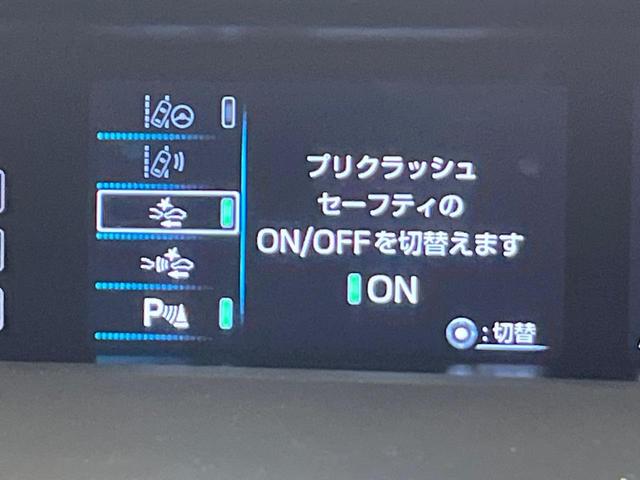 プリクラッシュ
セーフティの
ON/OFFを切替えます
ON
P
:切替